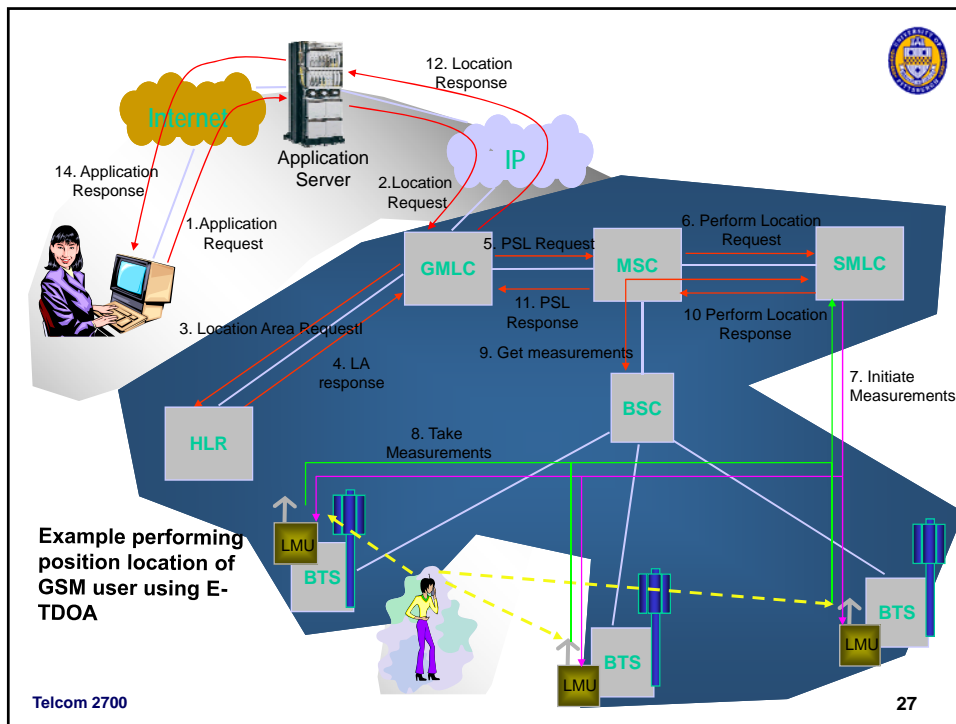 12. Location
Response
Internet
Application
Server
IP
14. Application
Response
1.Application
Request
2.Location
Request
6. Perform Location
Request
5. PSL Request
GMLC
MSC
SMLC
11. PSL
Response
10 Perform Location
Response
3. Location Area Requestl
4. LA
response
9. Get measurements
7. Initiate
Measurements
BSC
HLR
8. Take
Measurements
Example performing
position location of
GSM user using E-
TDOA
LMU
BTS
LMU
BTS
LMU
BTS
Telcom 2700
27